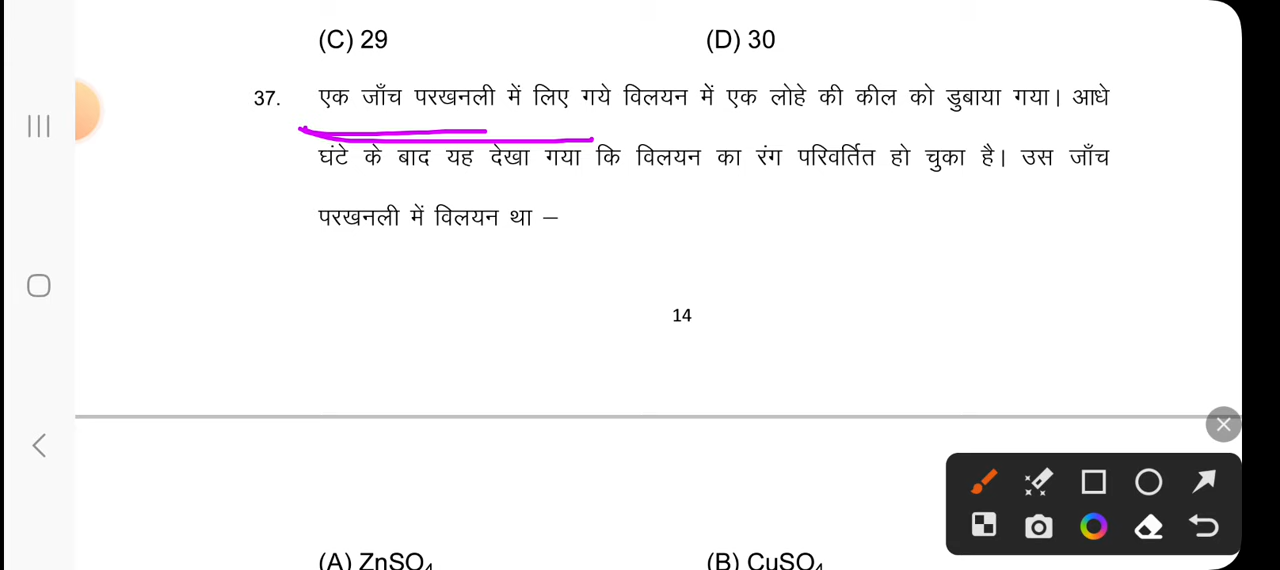 (C) 29 (D) 30
37. एक जाँच परखनली में लिए गये विलयन में एक लोहे की कील को डुबाया गया। आधे
घंटे के बाद यह देखा गया कि विलयन का रंग परिवर्तित हो चुका है। उस जाँच
परखनली में विलयन था –
14
(A) ZnSO₄ (B) CuSO₄